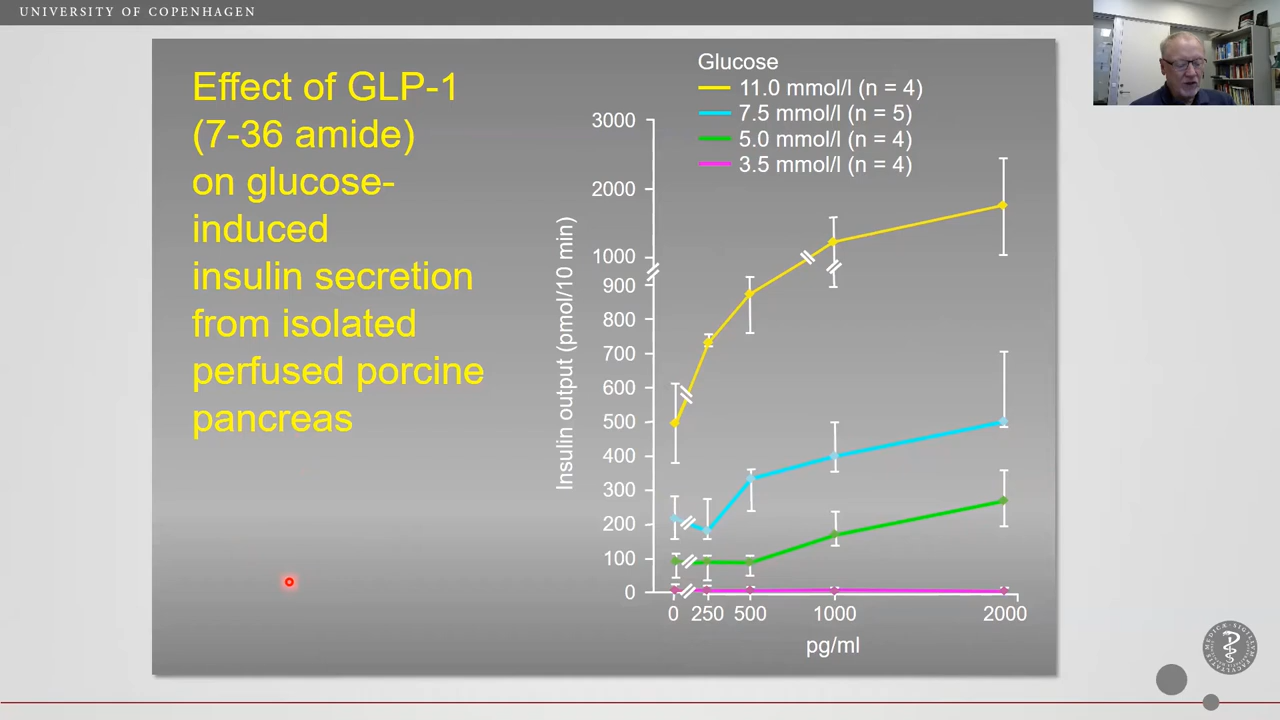 UNIVERSITY OF COPENHAGEN
Effect of GLP-1
(7-36 amide)
on glucose-
induced
insulin secretion
from isolated
perfused porcine
pancreas
Glucose
11.0 mmol/l (n = 4)
7.5 mmol/l (n = 5)
5.0 mmol/l (n = 4)
3.5 mmol/l (n = 4)
Insulin output (pmol/10 min)
3000
2000
1000
900
800
700
600
500
400
300
200
100
0
0 250 500 1000 2000
pg/ml